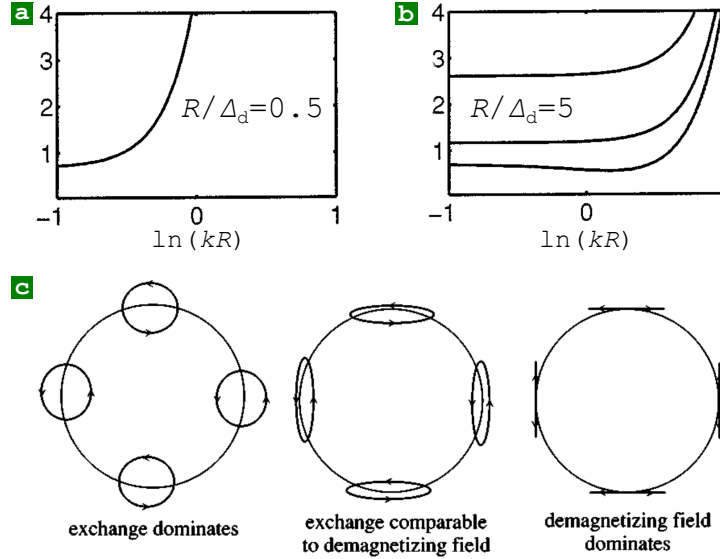 a
4
3
2
1
R/Δd=0.5
-1
0
1
ln(kR)
b
4
3
2
1
R/Δd=5
-1
0
ln(kR)
c
exchange dominates
exchange comparable
to demagnetizing field
demagnetizing field
dominates